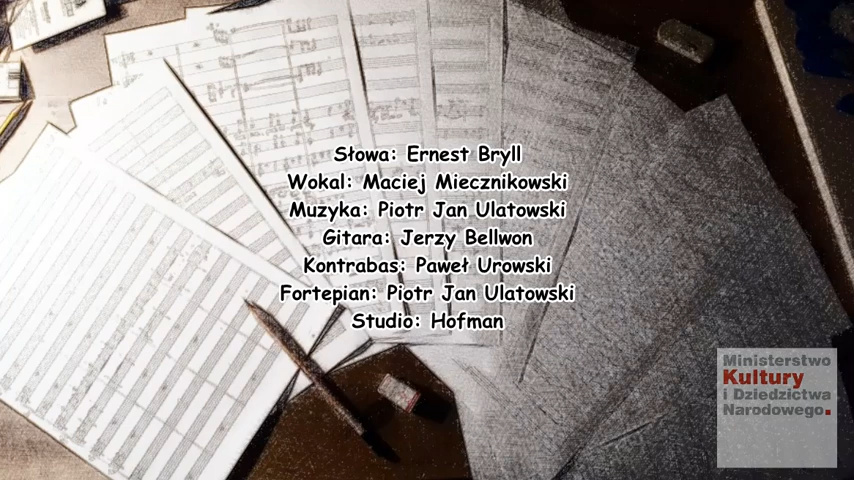 Słowa: Ernest Bryll
Wokal: Maciej Miecznikowski
Muzyka: Piotr Jan Ulatowski
Gitara: Jerzy Bellwon
Kontrabas: Paweł Urowski
Fortepian: Piotr Jan Ulatowski
Studio: Hofman
Ministerstwo
Kultury
i Dziedzictwa
Narodowego.